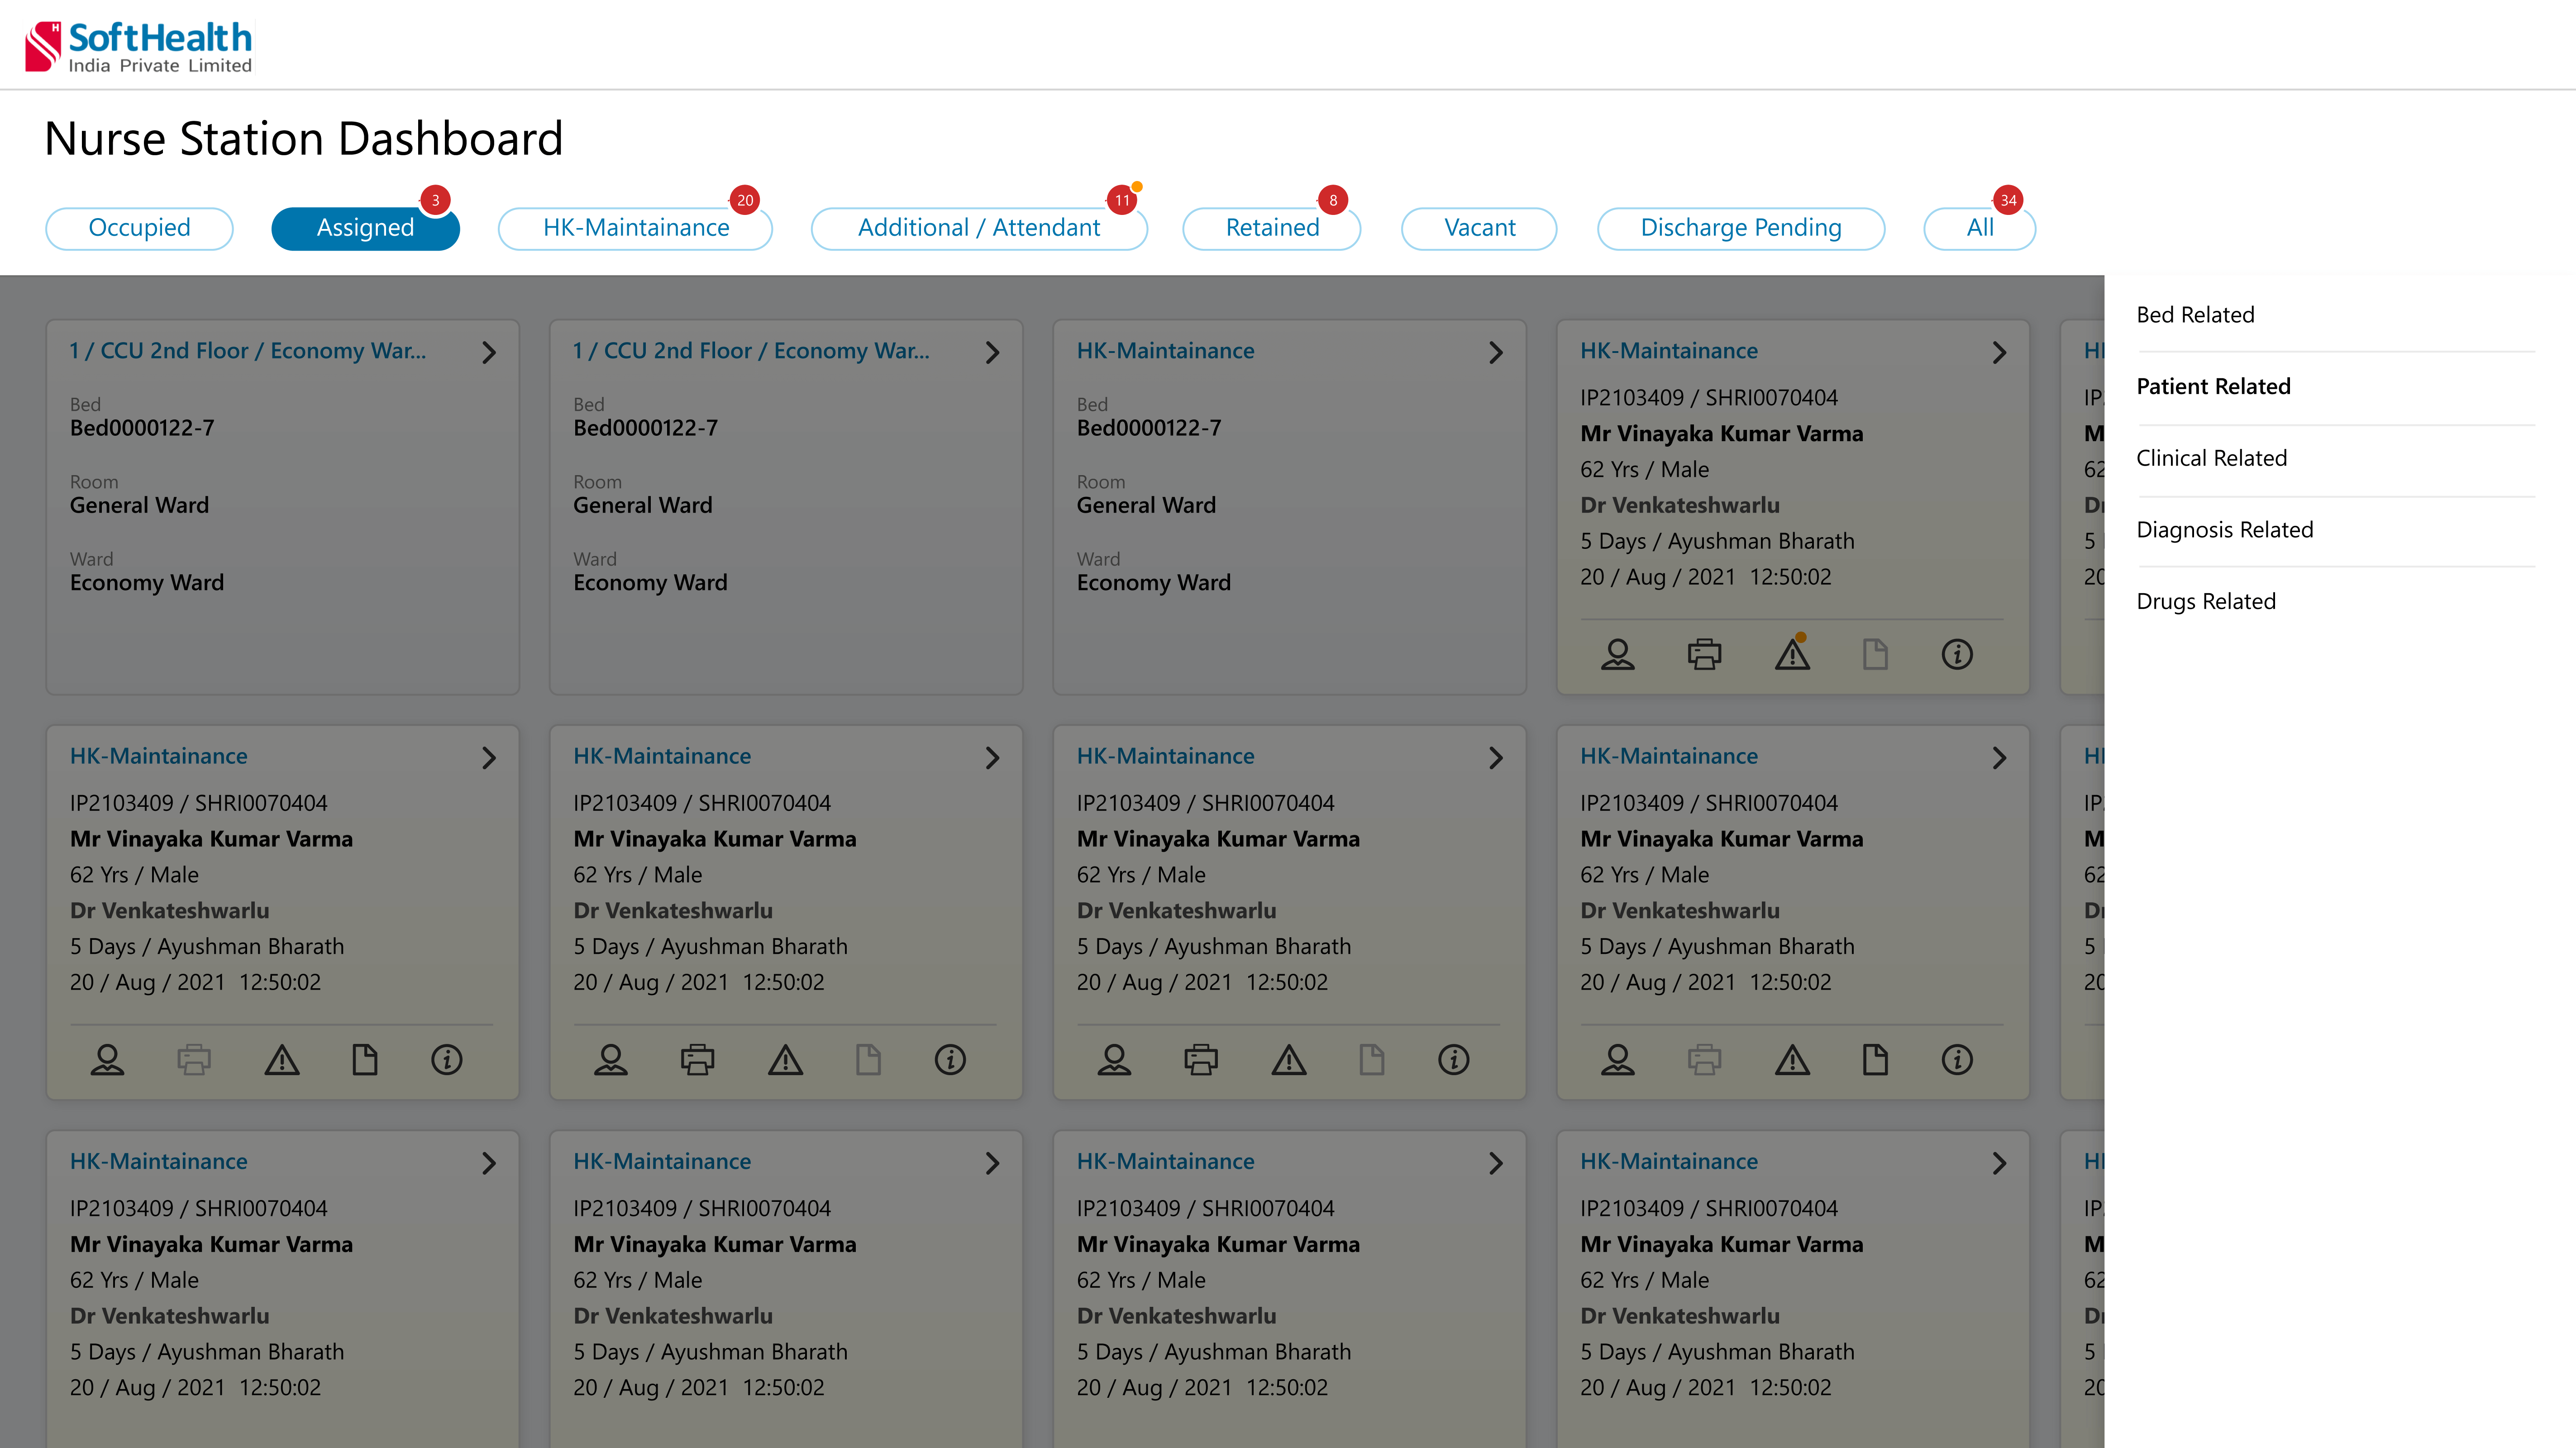 H
SoftHealth
India Private Limited
Nurse Station Dashboard
Occupied
Assigned
3
HK-Maintainance
20
Additional / Attendant
11
Retained
8
Vacant
Discharge Pending
All
34
1 / CCU 2nd Floor / Economy War...
Bed
Bed0000122-7
Room
General Ward
Ward
Economy Ward
1 / CCU 2nd Floor / Economy War...
Bed
Bed0000122-7
Room
General Ward
Ward
Economy Ward
HK-Maintainance
Bed
Bed0000122-7
Room
General Ward
Ward
Economy Ward
HK-Maintainance
IP2103409 / SHRI0070404
Mr Vinayaka Kumar Varma
62 Yrs / Male
Dr Venkateshwarlu
5 Days / Ayushman Bharath
20 / Aug / 2021 12:50:02
HK-Maintainance
IP2103409 / SHRI0070404
Mr Vinayaka Kumar Varma
62 Yrs / Male
Dr Venkateshwarlu
5 Days / Ayushman Bharath
20 / Aug / 2021 12:50:02
HK-Maintainance
IP2103409 / SHRI0070404
Mr Vinayaka Kumar Varma
62 Yrs / Male
Dr Venkateshwarlu
5 Days / Ayushman Bharath
20 / Aug / 2021 12:50:02
HK-Maintainance
IP2103409 / SHRI0070404
Mr Vinayaka Kumar Varma
62 Yrs / Male
Dr Venkateshwarlu
5 Days / Ayushman Bharath
20 / Aug / 2021 12:50:02
HK-Maintainance
IP2103409 / SHRI0070404
Mr Vinayaka Kumar Varma
62 Yrs / Male
Dr Venkateshwarlu
5 Days / Ayushman Bharath
20 / Aug / 2021 12:50:02
HK-Maintainance
IP2103409 / SHRI0070404
Mr Vinayaka Kumar Varma
62 Yrs / Male
Dr Venkateshwarlu
5 Days / Ayushman Bharath
20 / Aug / 2021 12:50:02
HK-Maintainance
IP2103409 / SHRI0070404
Mr Vinayaka Kumar Varma
62 Yrs / Male
Dr Venkateshwarlu
5 Days / Ayushman Bharath
20 / Aug / 2021 12:50:02
HK-Maintainance
IP2103409 / SHRI0070404
Mr Vinayaka Kumar Varma
62 Yrs / Male
Dr Venkateshwarlu
5 Days / Ayushman Bharath
20 / Aug / 2021 12:50:02
HK-Maintainance
IP2103409 / SHRI0070404
Mr Vinayaka Kumar Varma
62 Yrs / Male
Dr Venkateshwarlu
5 Days / Ayushman Bharath
20 / Aug / 2021 12:50:02
Bed Related
Patient Related
Clinical Related
Diagnosis Related
Drugs Related